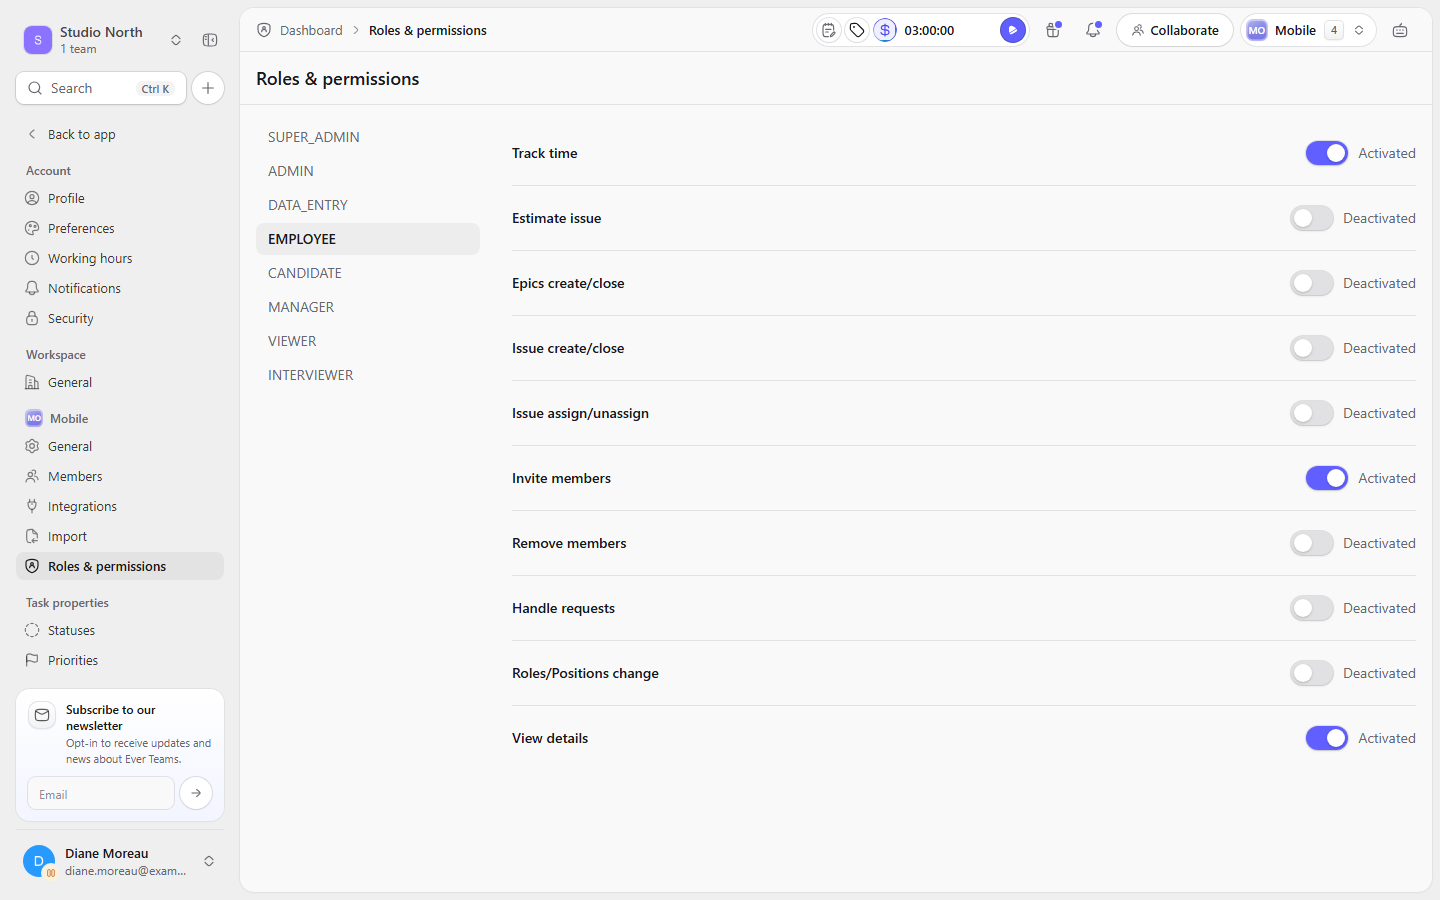 S
Studio North
1 team
Search
Ctrl K
Back to app
Account
Profile
Preferences
Working hours
Notifications
Security
Workspace
General
MO Mobile
General
Members
Integrations
Import
Roles & permissions
Task properties
Statuses
Priorities
Subscribe to our
newsletter
Opt-in to receive updates and
news about Ever Teams.
Email
D
Diane Moreau
diane.moreau@exam...
Dashboard
Roles & permissions
03:00:00
Collaborate
MO Mobile 4
Roles & permissions
SUPER_ADMIN
ADMIN
DATA_ENTRY
EMPLOYEE
CANDIDATE
MANAGER
VIEWER
INTERVIEWER
Track time Activated
Estimate issue Deactivated
Epics create/close Deactivated
Issue create/close Deactivated
Issue assign/unassign Deactivated
Invite members Activated
Remove members Deactivated
Handle requests Deactivated
Roles/Positions change Deactivated
View details Activated